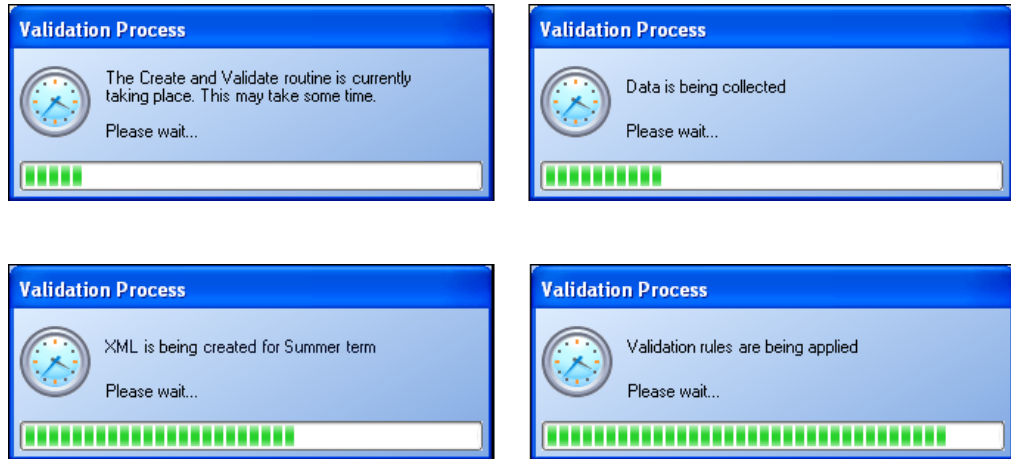 Validation Process
The Create and Validate routine is currently
taking place. This may take some time.
Please wait...
Validation Process
Data is being collected
Please wait...
Validation Process
XML is being created for Summer term
Please wait...
Validation Process
Validation rules are being applied
Please wait...